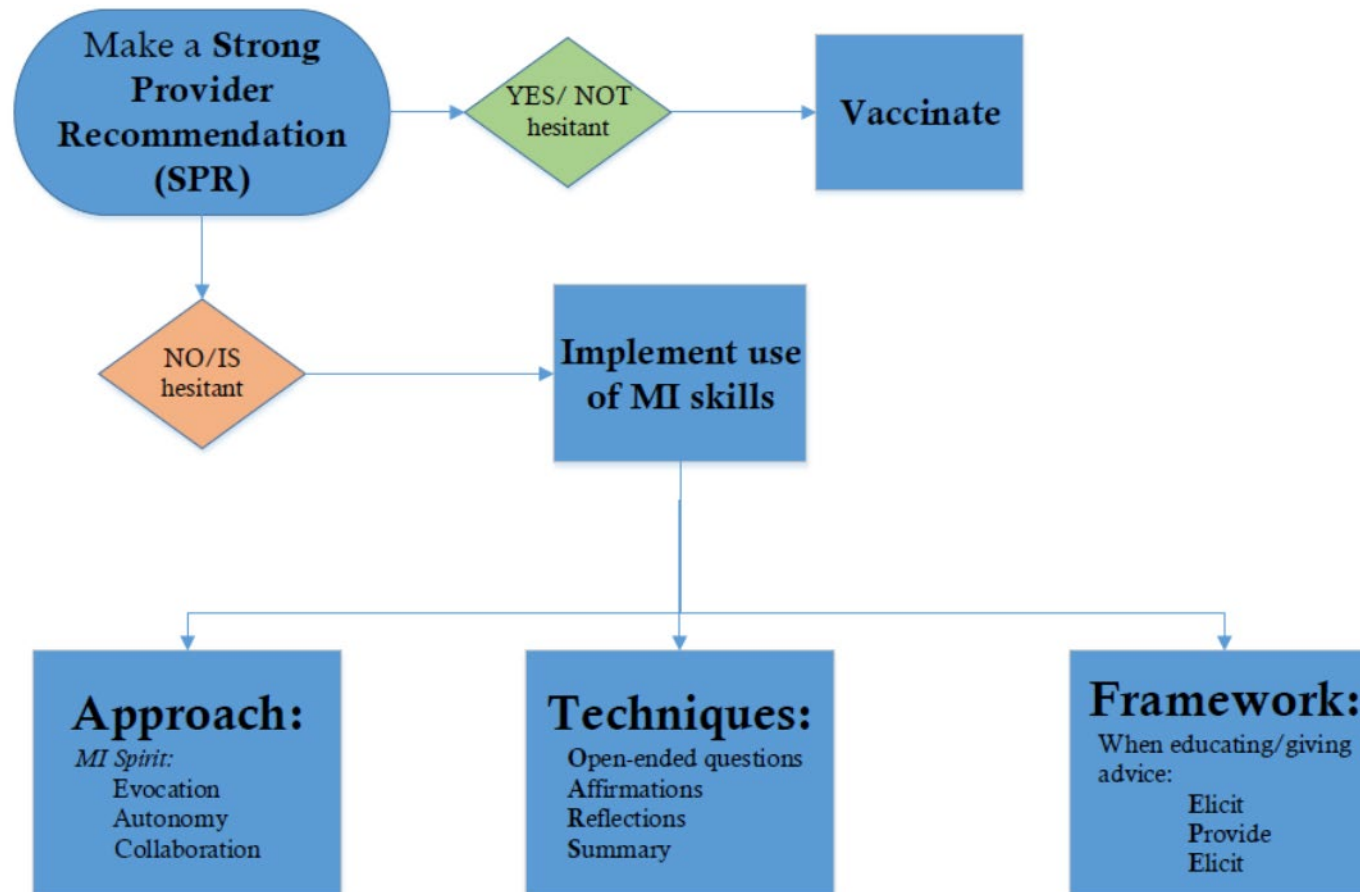 Make a Strong
Provider
Recommendation
(SPR)
YES/ NOT
hesitant
Vaccinate
NO/IS
hesitant
Implement use
of MI skills
Approach:
MI Spirit:
Evocation
Autonomy
Collaboration
Techniques:
Open-ended questions
Affirmations
Reflections
Summary
Framework:
When educating/giving
advice:
Elicit
Provide
Elicit